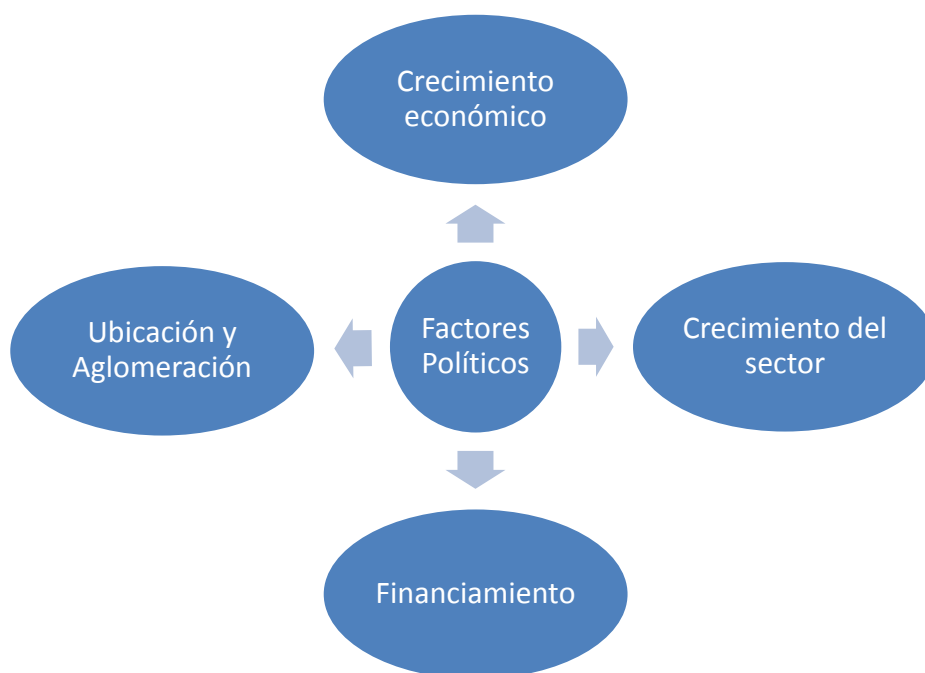 Crecimiento
económico
Ubicación y
Aglomeración
Factores
Políticos
Crecimiento del
sector
Financiamiento